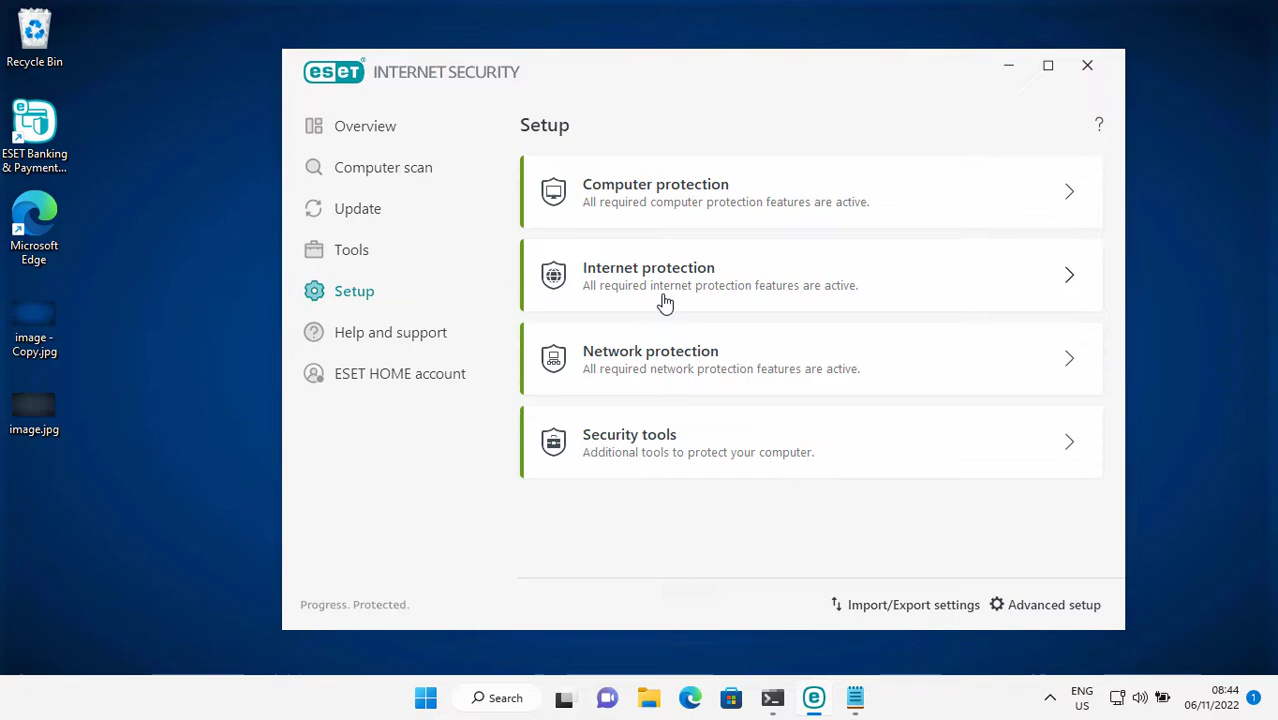 Recycle Bin
ESET Banking
& Payment...
Microsoft
Edge
image -
Copy.jpg
image.jpg
eset INTERNET SECURITY
Overview
Computer scan
Update
Tools
Setup
Help and support
ESET HOME account
Progress. Protected.
Setup
?
Computer protection
All required computer protection features are active.
Internet protection
All required internet protection features are active.
Network protection
All required network protection features are active.
Security tools
Additional tools to protect your computer.
Import/Export settings
Advanced setup
Search
ENG
US
08:44
06/11/2022
1